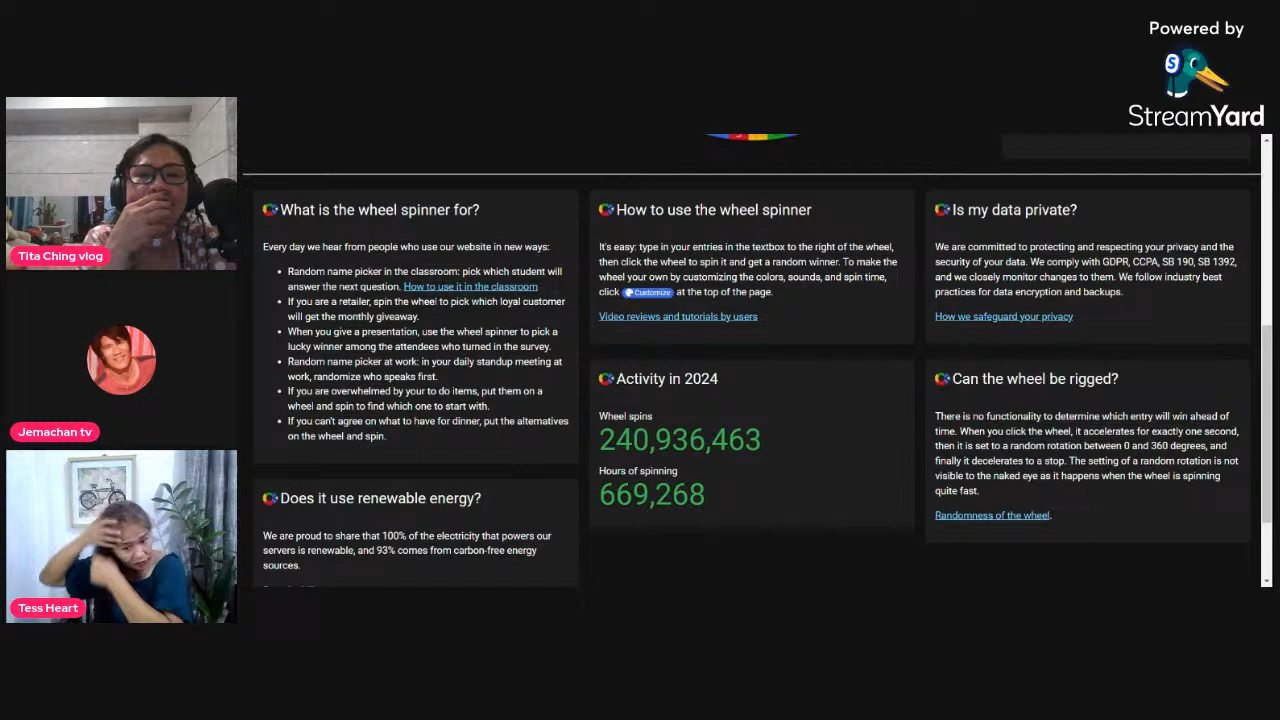 Powered by
StreamYard
Tita Ching vlog
Jemachan tv
Tess Heart
What is the wheel spinner for?
Every day we hear from people who use our website in new ways:
Random name picker in the classroom: pick which student will
answer the next question. How to use it in the classroom
If you are a retailer, spin the wheel to pick which loyal customer
will get the monthly giveaway.
When you give a presentation, use the wheel spinner to pick a
lucky winner among the attendees who turned in the survey.
Random name picker at work: in your daily standup meeting at
work, randomize who speaks first.
If you are overwhelmed by your to do items, put them on a
wheel and spin to find which one to start with.
If you can't agree on what to have for dinner, put the alternatives
on the wheel and spin.
Does it use renewable energy?
We are proud to share that 100% of the electricity that powers our
servers is renewable, and 93% comes from carbon-free energy
sources.
How to use the wheel spinner
It's easy: type in your entries in the textbox to the right of the wheel,
then click the wheel to spin it and get a random winner. To make the
wheel your own by customizing the colors, sounds, and spin time,
click Customize at the top of the page.
Video reviews and tutorials by users
Activity in 2024
Wheel spins
240,936,463
Hours of spinning
669,268
Is my data private?
We are committed to protecting and respecting your privacy and the
security of your data. We comply with GDPR, CCPA, SB 190, SB 1392,
and we closely monitor changes to them. We follow industry best
practices for data encryption and backups.
How we safeguard your privacy
Can the wheel be rigged?
There is no functionality to determine which entry will win ahead of
time. When you click the wheel, it accelerates for exactly one second,
then it is set to a random rotation between 0 and 360 degrees, and
finally it decelerates to a stop. The setting of a random rotation is not
visible to the naked eye as it happens when the wheel is spinning
quite fast.
Randomness of the wheel.